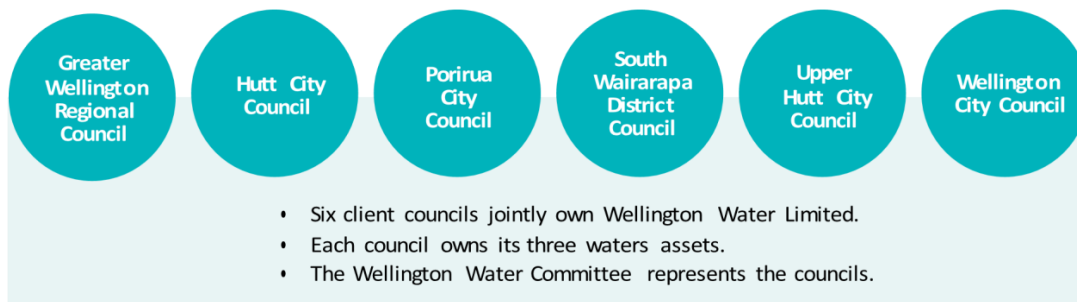 Greater
Wellington
Regional
Council
Hutt City
Council
Porirua
City
Council
South
Wairarapa
District
Council
Upper
Hutt City
Council
Wellington
City Council
• Six client councils jointly own Wellington Water Limited.
• Each council owns its three waters assets.
• The Wellington Water Committee represents the councils.